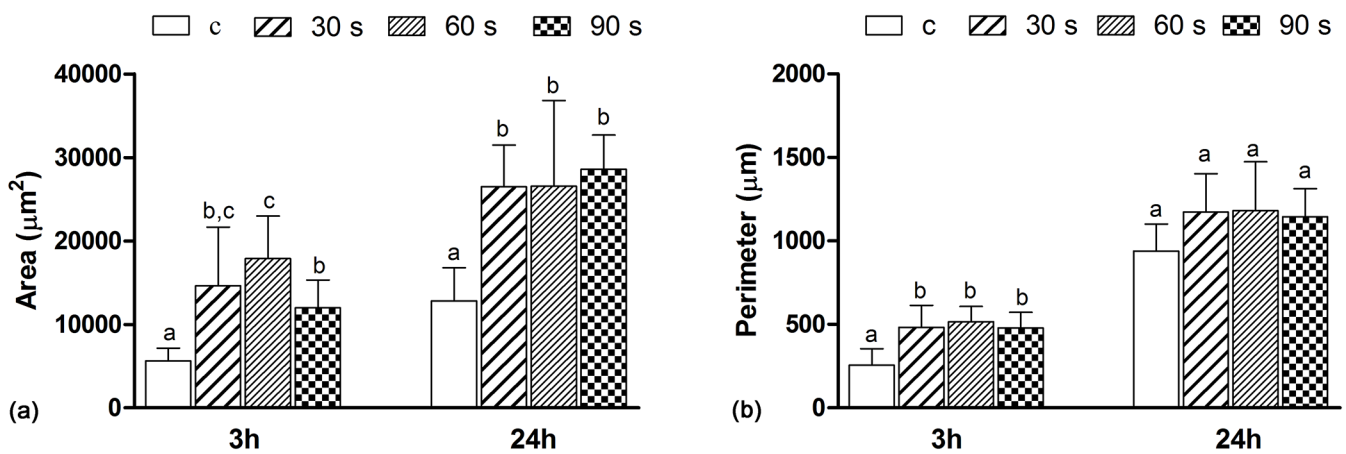 c 30 s 60 s 90 s
40000
30000
20000
10000
0
Area (μm²)
a b,c c b a b b b
3h 24h
(a)
c 30 s 60 s 90 s
2000
1500
1000
500
0
Perimeter (μm)
a b b b a a a a
3h 24h
(b)